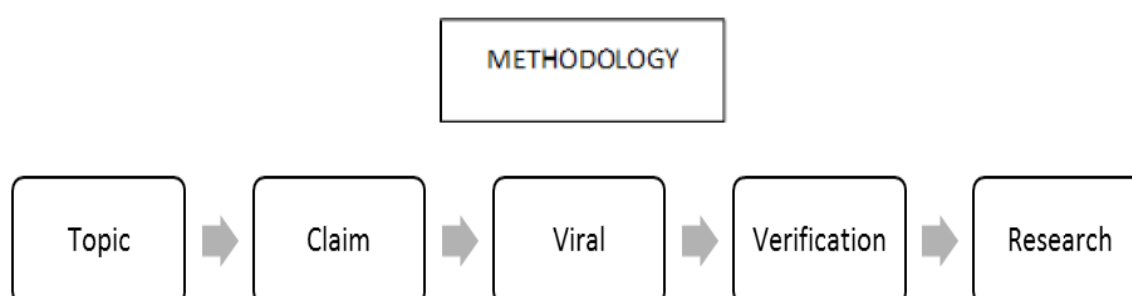 METHODOLOGY
Topic
Claim
Viral
Verification
Research